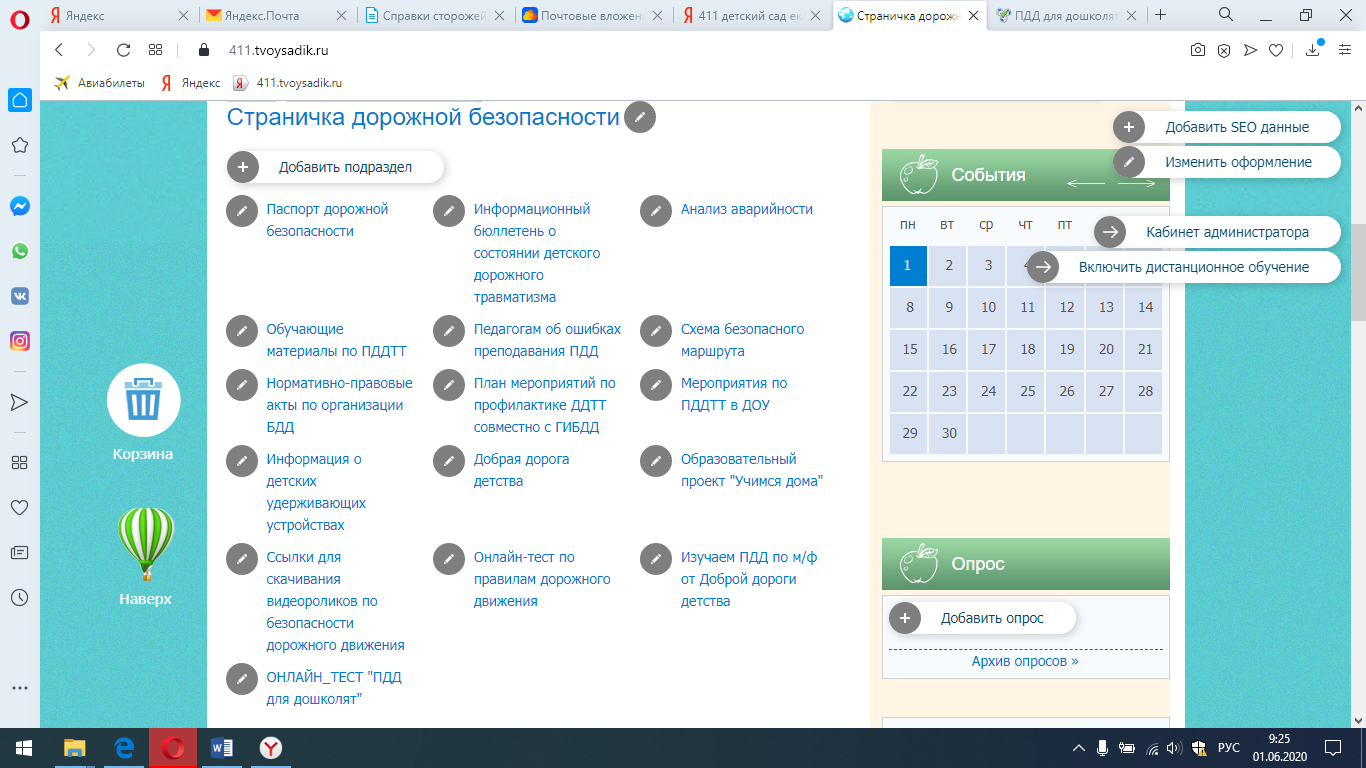 Яндекс
Яндекс.Почта
Справки сторожей
Почтовые вложени
411 детский сад ек
Страничка дорожн
ПДД для дошколят
411.tvoysadik.ru
Авиабилеты
Яндекс
411.tvoysadik.ru
Страничка дорожной безопасности
Добавить подраздел
Паспорт дорожной
безопасности
Информационный
бюллетень о
состоянии детского
дорожного
травматизма
Анализ аварийности
Обучающие
материалы по ПДДТТ
Педагогам об ошибках
преподавания ПДД
Схема безопасного
маршрута
Нормативно-правовые
акты по организации
БДД
План мероприятий по
профилактике ДДТТ
совместно с ГИБДД
Мероприятия по
ПДДТТ в ДОУ
Информация о
детских
удерживающих
устройствах
Добрая дорога
детства
Образовательный
проект "Учимся дома"
Ссылки для
скачивания
видеороликов по
безопасности
дорожного движения
Онлайн-тест по
правилам дорожного
движения
Изучаем ПДД по м/ф
от Доброй дороги
детства
ОНЛАЙН_ТЕСТ "ПДД
для дошколят"
Корзина
Наверх
Добавить SEO данные
Изменить оформление
Кабинет администратора
Включить дистанционное обучение
События
пн вт ср чт пт
1 2 3 4
8 9 10 11 12 13 14
15 16 17 18 19 20 21
22 23 24 25 26 27 28
29 30
Опрос
Добавить опрос
Архив опросов »
РУС
9:25
01.06.2020